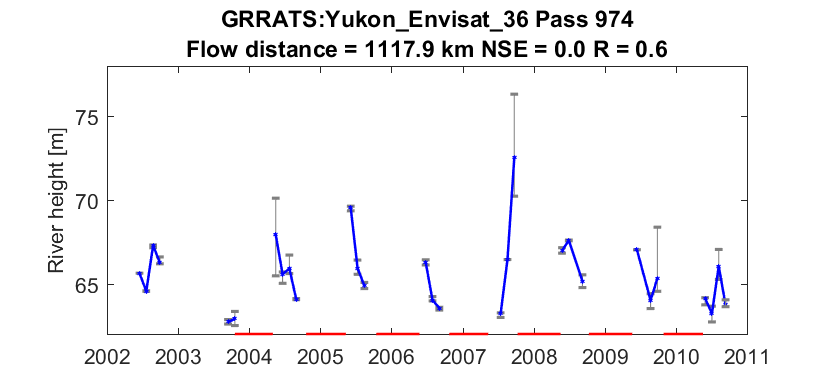 GRRATS:Yukon_Envisat_36 Pass 974
Flow distance = 1117.9 km NSE = 0.0 R = 0.6
River height [m]
75
70
65
2002 2003 2004 2005 2006 2007 2008 2009 2010 2011